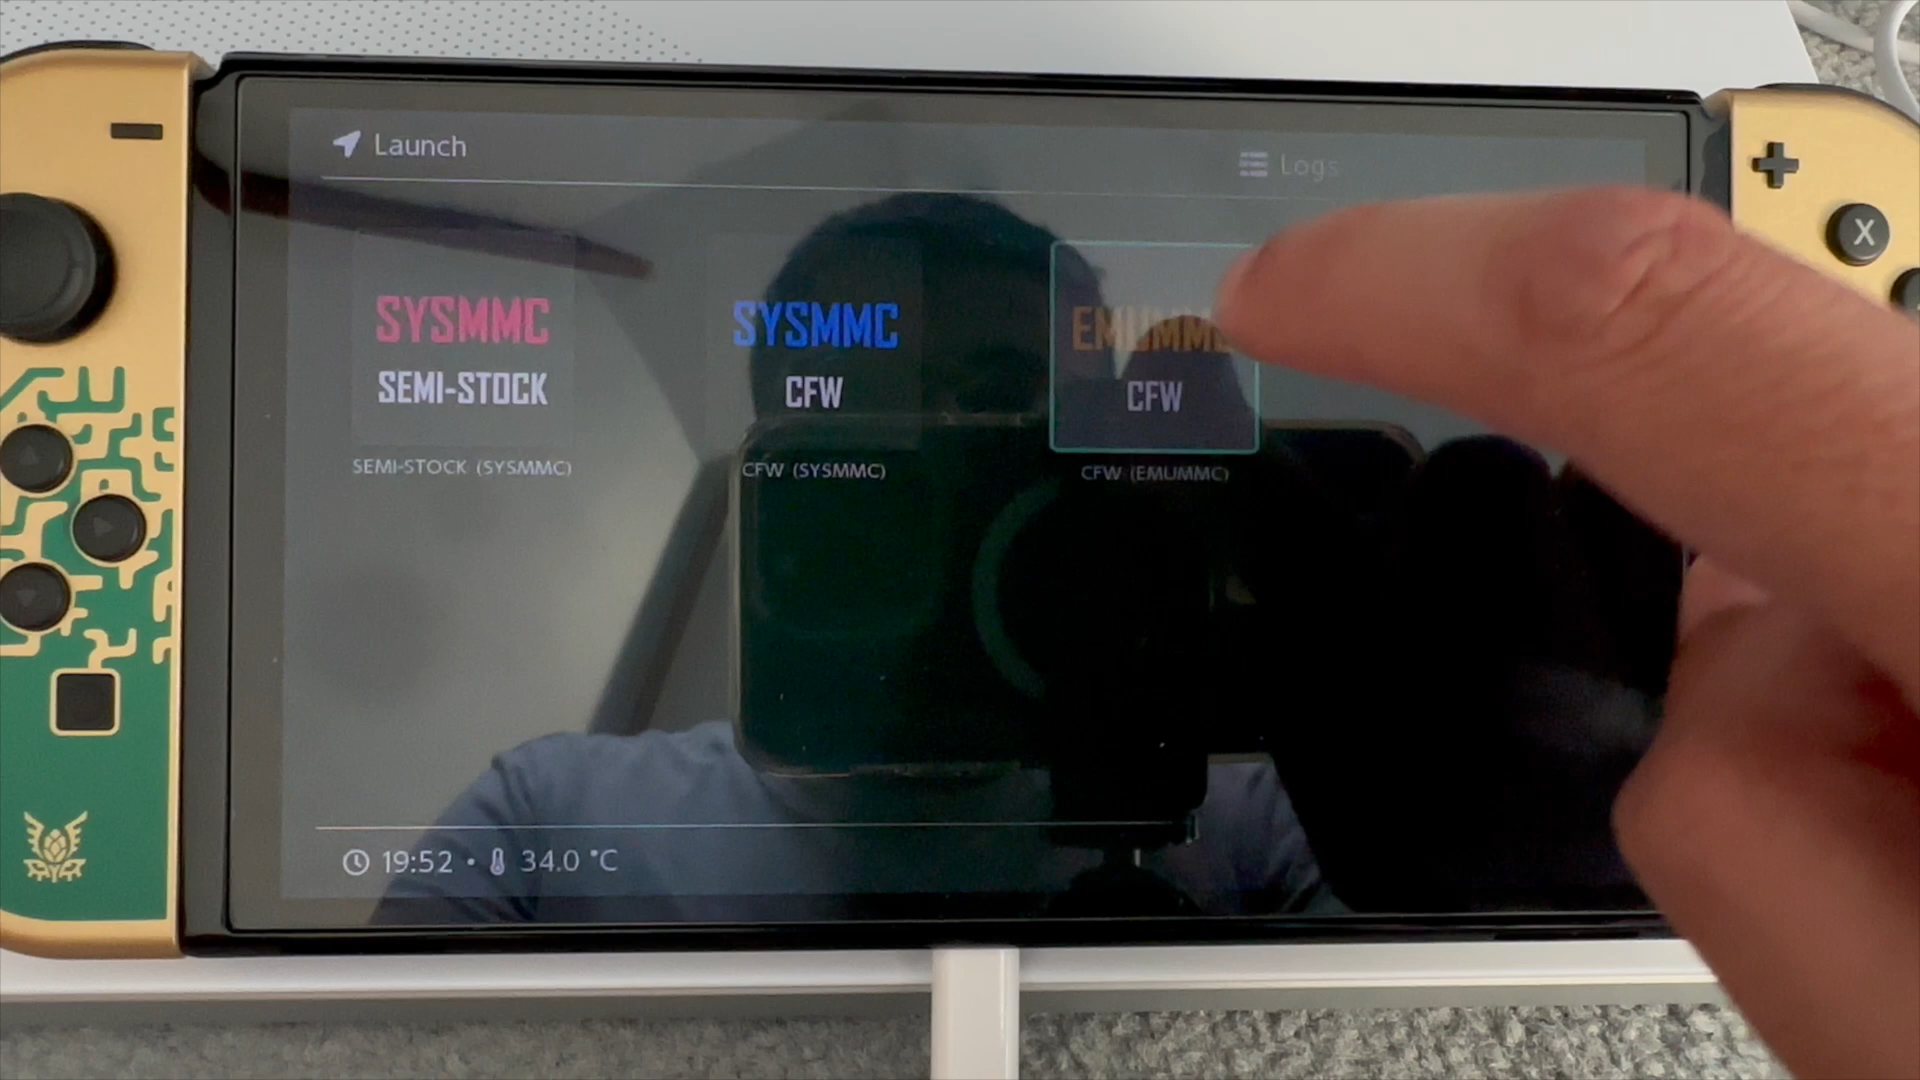 Launch
Logs
SYSMMC
SEMI-STOCK
SEMI-STOCK (SYSMMC)
SYSMMC
CFW
CFW (SYSMMC)
EMUMMC
CFW
CFW (EMUMMC)
19:52 • 34.0 °C
X